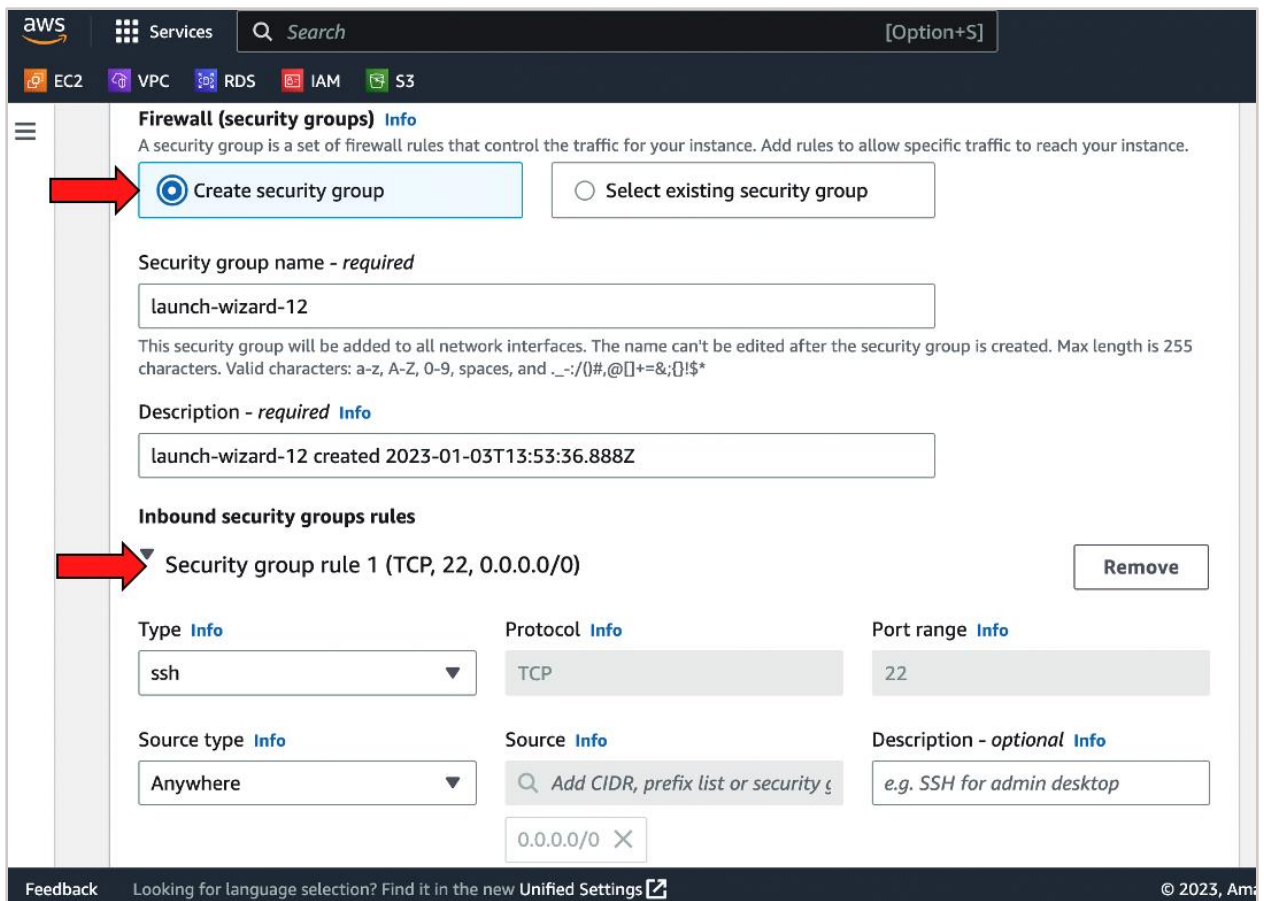 aws
Services
Search
[Option+S]
EC2
VPC
RDS
IAM
S3
Firewall (security groups) Info
A security group is a set of firewall rules that control the traffic for your instance. Add rules to allow specific traffic to reach your instance.
Create security group
Select existing security group
Security group name - required
launch-wizard-12
This security group will be added to all network interfaces. The name can't be edited after the security group is created. Max length is 255
characters. Valid characters: a-z, A-Z, 0-9, spaces, and ._-:/()#,@[]+=&;{}!$*
Description - required Info
launch-wizard-12 created 2023-01-03T13:53:36.888Z
Inbound security groups rules
Security group rule 1 (TCP, 22, 0.0.0.0/0)
Remove
Type Info
Protocol Info
Port range Info
ssh
TCP
22
Source type Info
Source Info
Description - optional Info
Anywhere
Add CIDR, prefix list or security
e.g. SSH for admin desktop
0.0.0.0/0
Feedback
Looking for language selection? Find it in the new Unified Settings
© 2023,